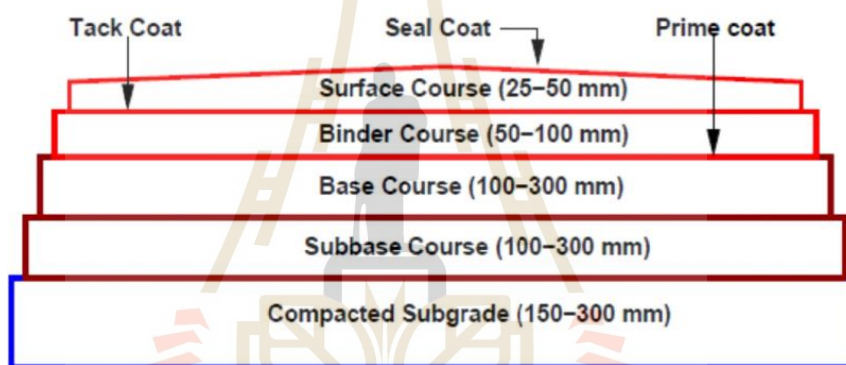 Tack Coat Seal Coat Prime coat
Surface Course (25–50 mm)
Binder Course (50–100 mm)
Base Course (100–300 mm)
Subbase Course (100–300 mm)
Compacted Subgrade (150–300 mm)